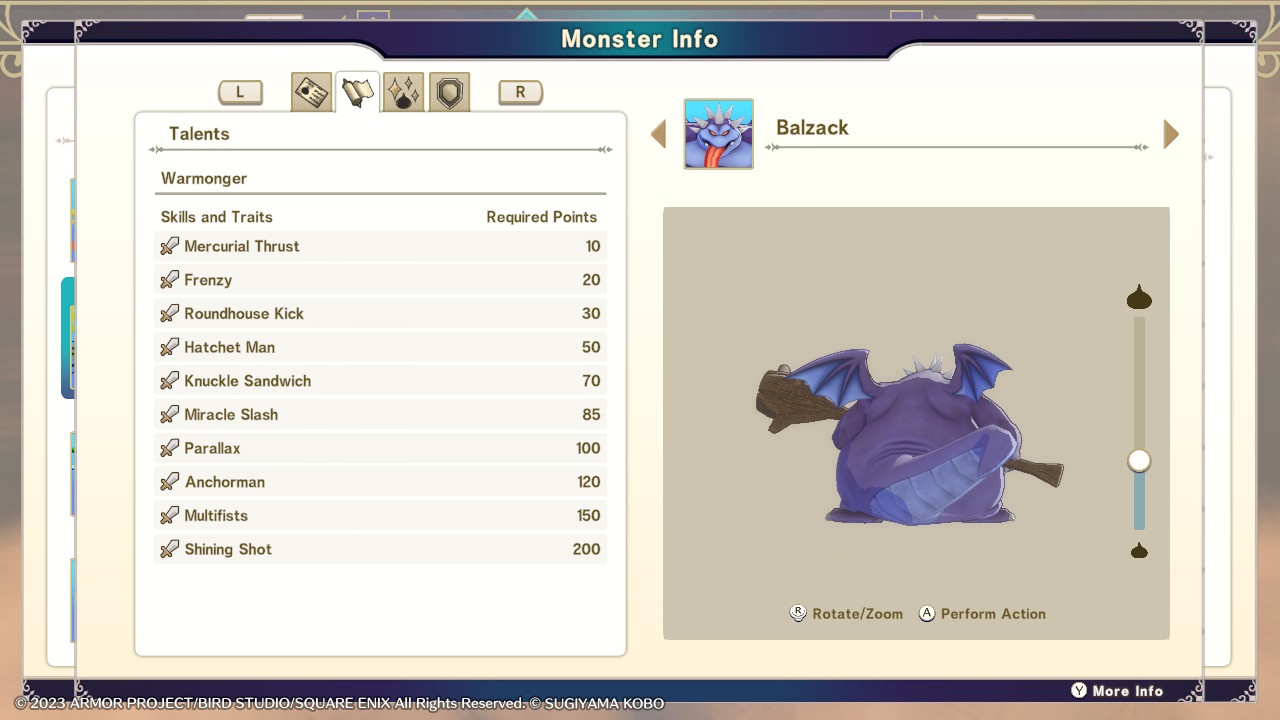 Monster Info
L
R
Talents
Warmonger
Skills and Traits Required Points
Mercurial Thrust 10
Frenzy 20
Roundhouse Kick 30
Hatchet Man 50
Knuckle Sandwich 70
Miracle Slash 85
Parallax 100
Anchorman 120
Multifists 150
Shining Shot 200
Balzack
R Rotate/Zoom A Perform Action
Y More Info
© 2023 ARMOR PROJECT/BIRD STUDIO/SQUARE ENIX All Rights Reserved. © SUGIYAMA KOBO